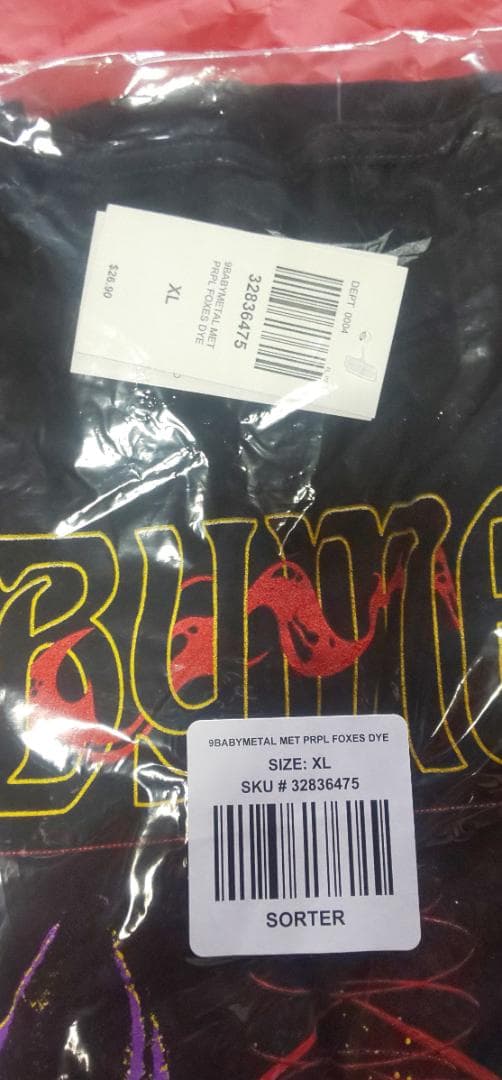 DEPT 0004
32836475
9BABYMETAL MET
PRPL FOXES DYE
XL
$26.90
BYM
9BABYMETAL MET PRPL FOXES DYE
SIZE: XL
SKU # 32836475
SORTER